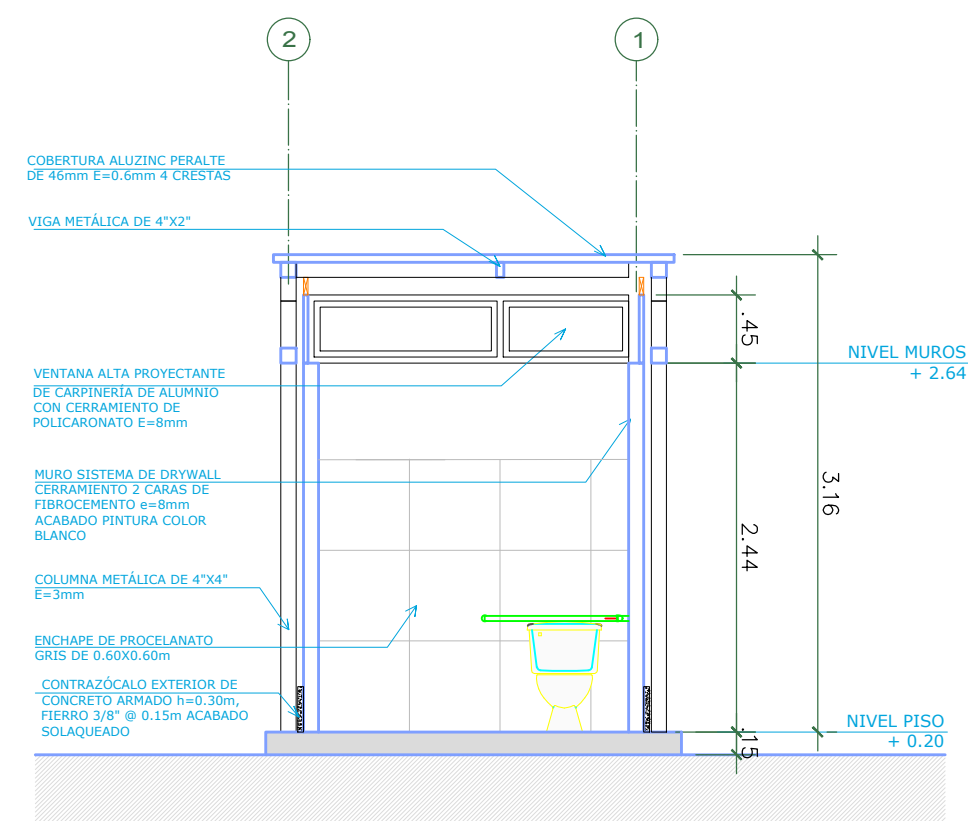 2
1
COBERTURA ALUZINC PERALTE
DE 46mm E=0.6mm 4 CRESTAS
VIGA METÁLICA DE 4"X2"
VENTANA ALTA PROYECTANTE
DE CARPINERÍA DE ALUMNIO
CON CERRAMIENTO DE
POLICARONATO E=8mm
MURO SISTEMA DE DRYWALL
CERRAMIENTO 2 CARAS DE
FIBROCEMENTO e=8mm
ACABADO PINTURA COLOR
BLANCO
COLUMNA METÁLICA DE 4"X4"
E=3mm
ENCHAPE DE PROCELANATO
GRIS DE 0.60X0.60m
CONTRAZÓCALO EXTERIOR DE
CONCRETO ARMADO h=0.30m,
FIERRO 3/8" @ 0.15m ACABADO
SOLAQUEADO
.45
2.44
.15
3.16
NIVEL MUROS
+ 2.64
NIVEL PISO
+ 0.20